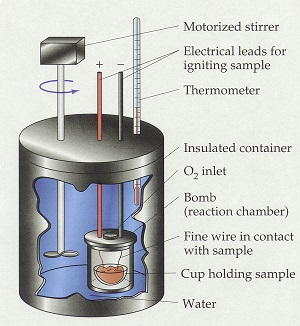 Motorized stirrer
Electrical leads for
igniting sample
+ −
Thermometer
Insulated container
O₂ inlet
Bomb
(reaction chamber)
Fine wire in contact
with sample
Cup holding sample
Water